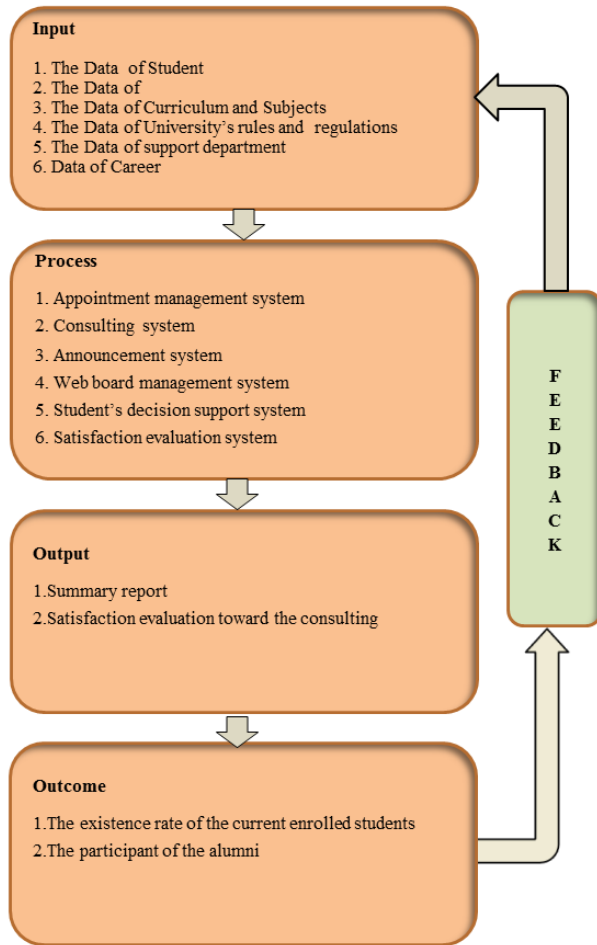 Input
1. The Data of Student
2. The Data of
3. The Data of Curriculum and Subjects
4. The Data of University's rules and regulations
5. The Data of support department
6. Data of Career
Process
1. Appointment management system
2. Consulting system
3. Announcement system
4. Web board management system
5. Student's decision support system
6. Satisfaction evaluation system
Output
1.Summary report
2.Satisfaction evaluation toward the consulting
Outcome
1.The existence rate of the current enrolled students
2.The participant of the alumni
FEEDBACK